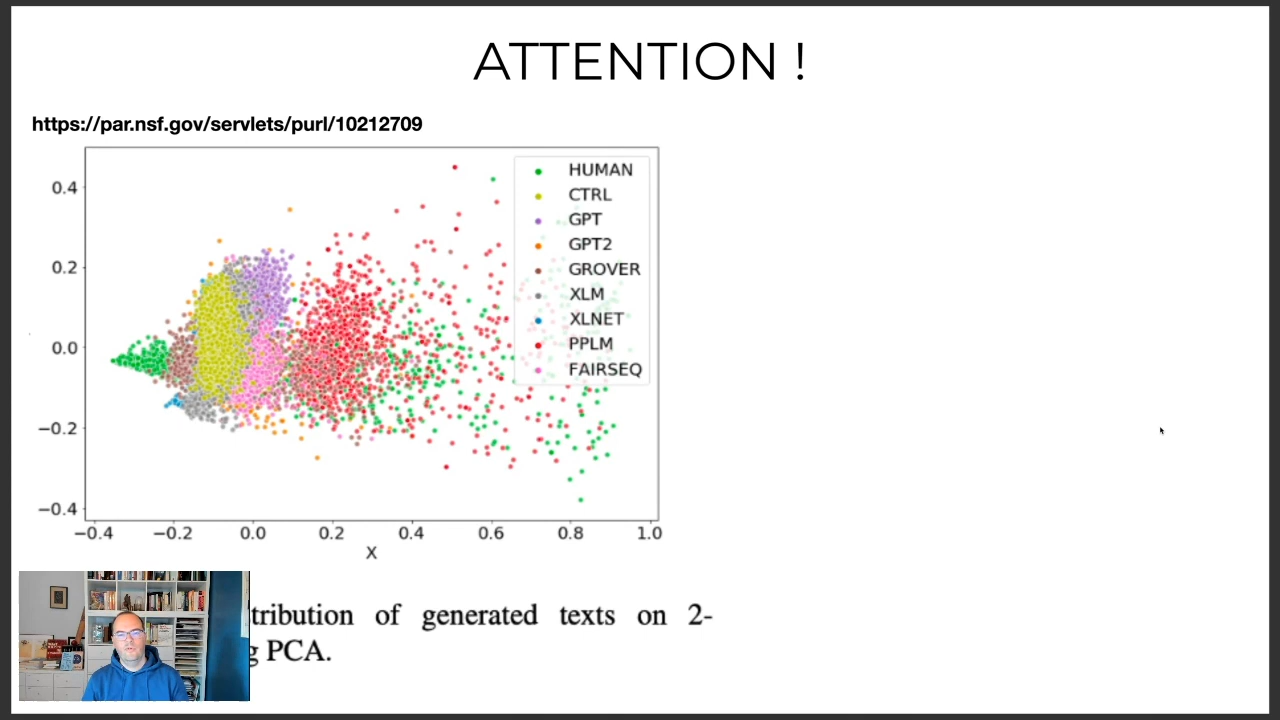 ATTENTION !
https://par.nsf.gov/servlets/purl/10212709
HUMAN
CTRL
GPT
GPT2
GROVER
XLM
XLNET
PPLM
FAIRSEQ
0.4
0.2
0.0
−0.2
−0.4
−0.4 −0.2 0.0 0.2 0.4 0.6 0.8 1.0
X
tribution of generated texts on 2-
g PCA.